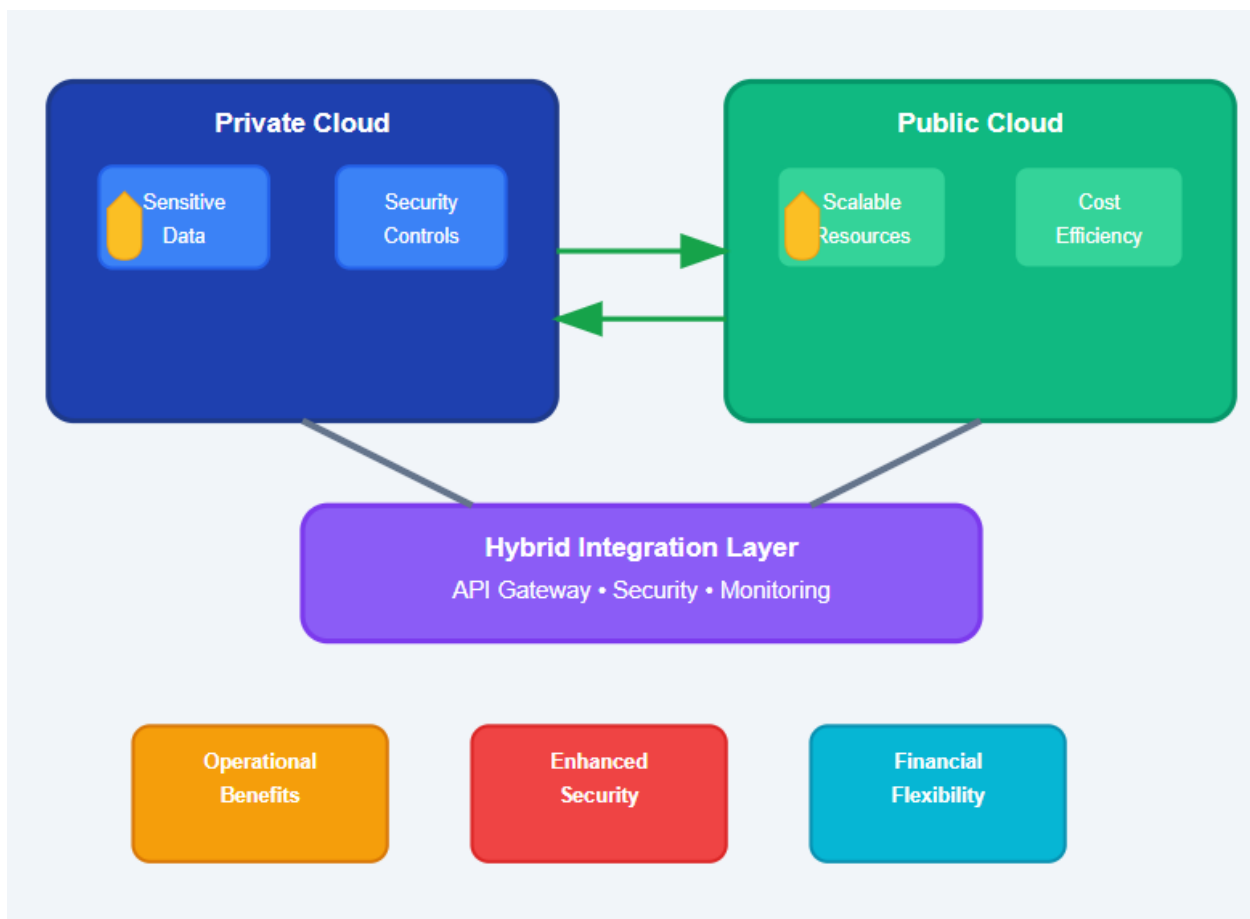 Private Cloud
Public Cloud
Sensitive
Data
Security
Controls
Scalable
Resources
Cost
Efficiency
Hybrid Integration Layer
API Gateway • Security • Monitoring
Operational
Benefits
Enhanced
Security
Financial
Flexibility